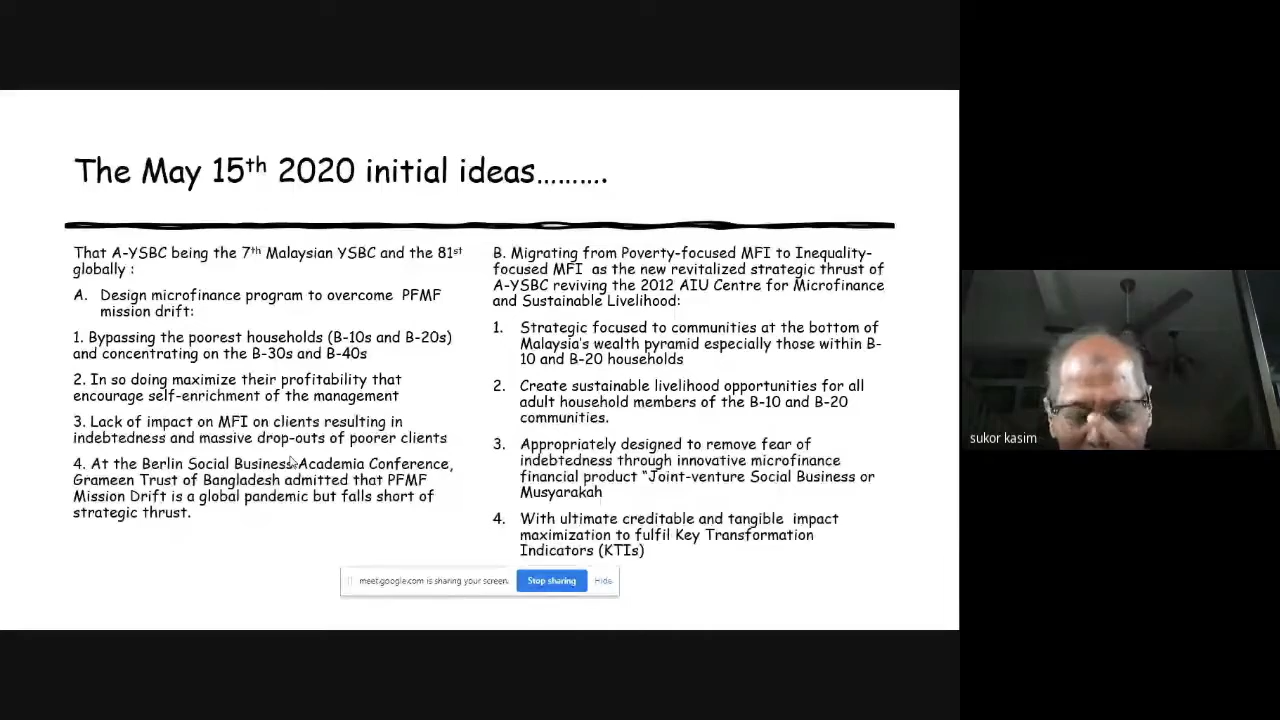 The May 15th 2020 initial ideas……….
That A-YSBC being the 7th Malaysian YSBC and the 81st
globally :
A. Design microfinance program to overcome PFMF
mission drift:
1. Bypassing the poorest households (B-10s and B-20s)
and concentrating on the B-30s and B-40s
2. In so doing maximize their profitability that
encourage self-enrichment of the management
3. Lack of impact on MFI on clients resulting in
indebtedness and massive drop-outs of poorer clients
4. At the Berlin Social Business-Academia Conference,
Grameen Trust of Bangladesh admitted that PFMF
Mission Drift is a global pandemic but falls short of
strategic thrust.
B. Migrating from Poverty-focused MFI to Inequality-
focused MFI as the new revitalized strategic thrust of
A-YSBC reviving the 2012 AIU Centre for Microfinance
and Sustainable Livelihood:
1. Strategic focused to communities at the bottom of
Malaysia's wealth pyramid especially those within B-
10 and B-20 households
2. Create sustainable livelihood opportunities for all
adult household members of the B-10 and B-20
communities.
3. Appropriately designed to remove fear of
indebtedness through innovative microfinance
financial product "Joint-venture Social Business or
Musyarakah
4. With ultimate creditable and tangible impact
maximization to fulfil Key Transformation
Indicators (KTIs)
meet.google.com is sharing your screen.
Stop sharing
Hide
sukor kasim